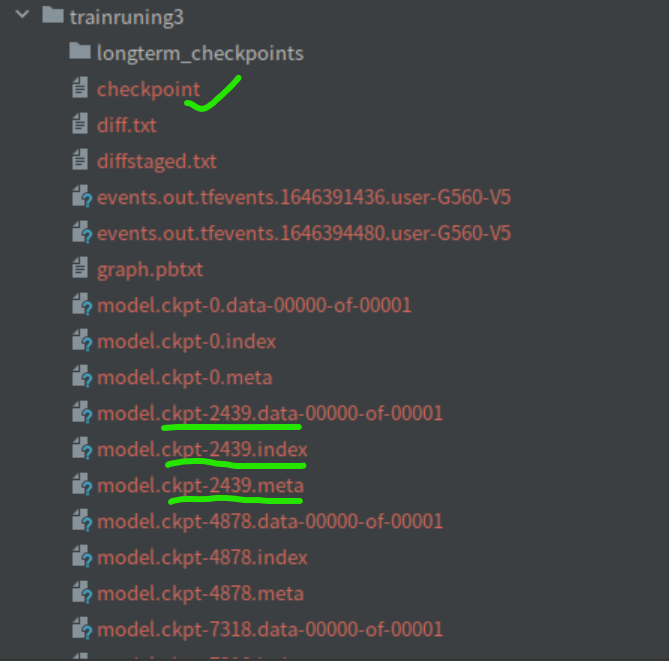 trainruning3
longterm_checkpoints
checkpoint
diff.txt
diffstaged.txt
events.out.tfevents.1646391436.user-G560-V5
events.out.tfevents.1646394480.user-G560-V5
graph.pbtxt
model.ckpt-0.data-00000-of-00001
model.ckpt-0.index
model.ckpt-0.meta
model.ckpt-2439.data-00000-of-00001
model.ckpt-2439.index
model.ckpt-2439.meta
model.ckpt-4878.data-00000-of-00001
model.ckpt-4878.index
model.ckpt-4878.meta
model.ckpt-7318.data-00000-of-00001